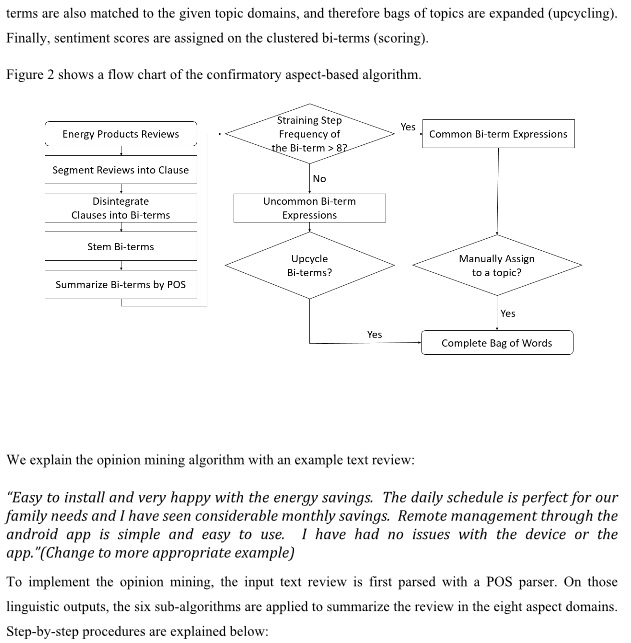 terms are also matched to the given topic domains, and therefore bags of topics are expanded (upcycling).
Finally, sentiment scores are assigned on the clustered bi-terms (scoring).
Figure 2 shows a flow chart of the confirmatory aspect-based algorithm.
Energy Products Reviews
Segment Reviews into Clause
Disintegrate
Clauses into Bi-terms
Stem Bi-terms
Summarize Bi-terms by POS
Straining Step
Frequency of
the Bi-term > 8?
Yes
Common Bi-term Expressions
No
Uncommon Bi-term
Expressions
Upcycle
Bi-terms?
Manually Assign
to a topic?
Yes
Yes
Complete Bag of Words
We explain the opinion mining algorithm with an example text review:
"Easy to install and very happy with the energy savings. The daily schedule is perfect for our
family needs and I have seen considerable monthly savings. Remote management through the
android app is simple and easy to use. I have had no issues with the device or the
app."(Change to more appropriate example)
To implement the opinion mining, the input text review is first parsed with a POS parser. On those
linguistic outputs, the six sub-algorithms are applied to summarize the review in the eight aspect domains.
Step-by-step procedures are explained below: